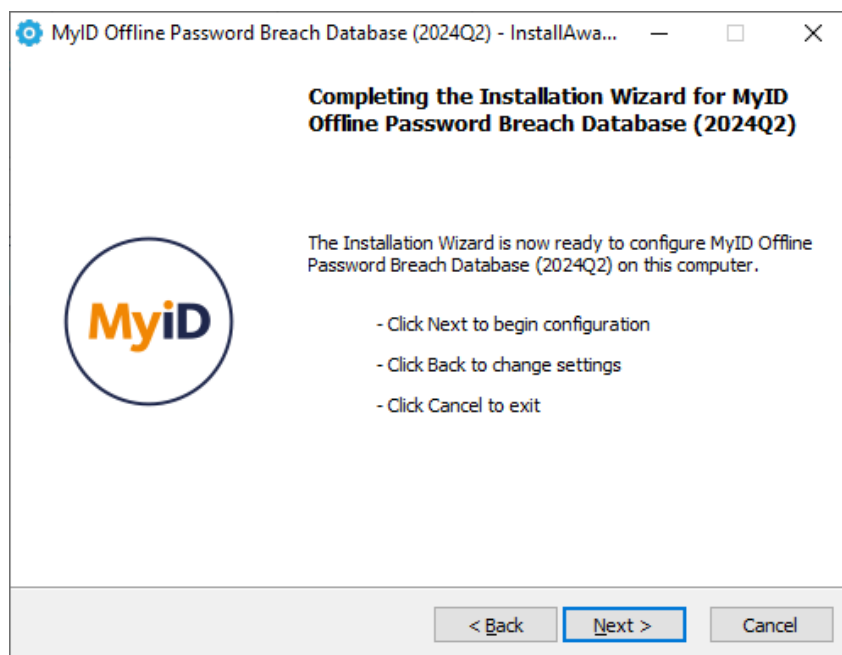 MyID Offline Password Breach Database (2024Q2) - InstallAwa...
Completing the Installation Wizard for MyID
Offline Password Breach Database (2024Q2)
The Installation Wizard is now ready to configure MyID Offline
Password Breach Database (2024Q2) on this computer.
MyiD
- Click Next to begin configuration
- Click Back to change settings
- Click Cancel to exit
< Back
Next >
Cancel